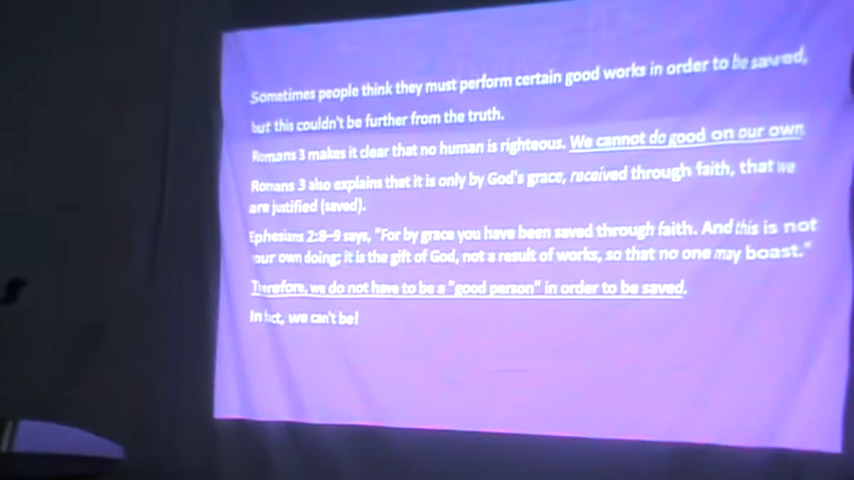 Sometimes people think they must perform certain good works in order to be saved,
but this couldn't be further from the truth.
Romans 3 makes it clear that no human is righteous. We cannot do good on our own.
Romans 3 also explains that it is only by God's grace, received through faith, that we
are justified (saved).
Ephesians 2:8-9 says, "For by grace you have been saved through faith. And this is not
your own doing; it is the gift of God, not a result of works, so that no one may boast."
Therefore, we do not have to be a "good person" in order to be saved.
In fact, we can't be!